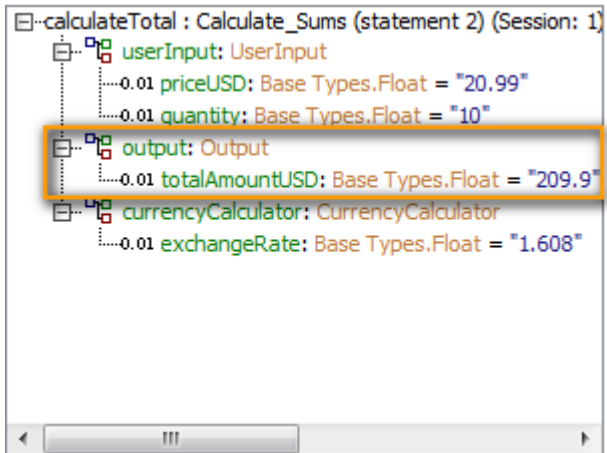 calculateTotal : Calculate_Sums (statement 2) (Session: 1)
userInput: UserInput
0.01 priceUSD: Base Types.Float = "20.99"
0.01 quantity: Base Types.Float = "10"
output: Output
0.01 totalAmountUSD: Base Types.Float = "209.9"
currencyCalculator: CurrencyCalculator
0.01 exchangeRate: Base Types.Float = "1.608"